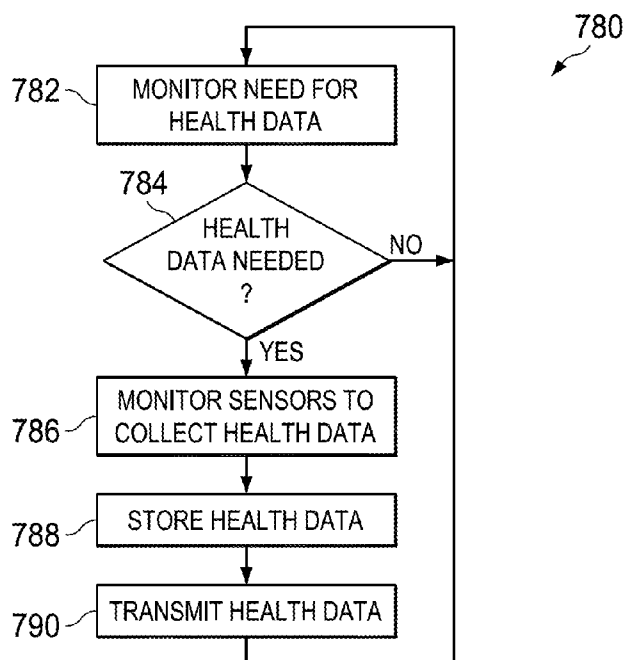 780
782
MONITOR NEED FOR
HEALTH DATA
784
HEALTH
DATA NEEDED
?
NO
YES
786
MONITOR SENSORS TO
COLLECT HEALTH DATA
788
STORE HEALTH DATA
790
TRANSMIT HEALTH DATA